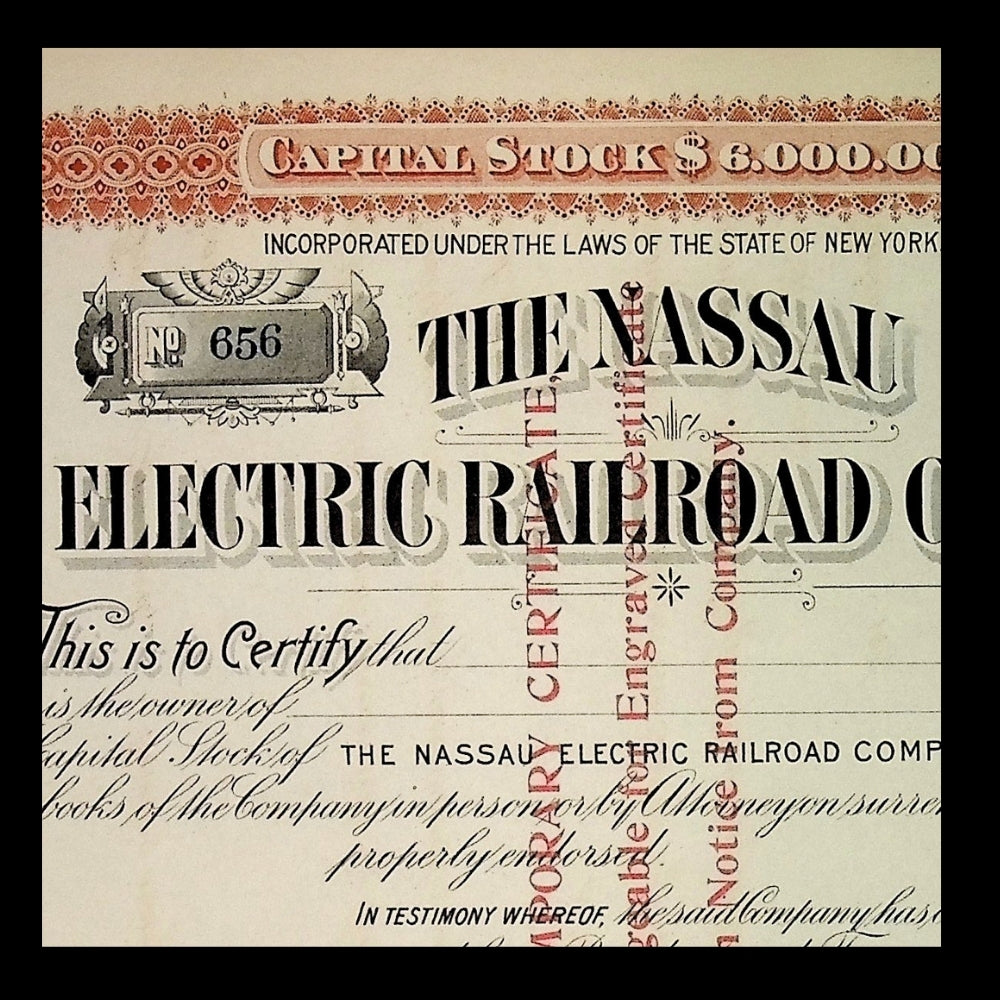 CAPITAL STOCK $6.000.00
INCORPORATED UNDER THE LAWS OF THE STATE OF NEW YORK.
No. 656
THE NASSAU
ELECTRIC RAILROAD C
This is to Certify that
is the owner of
Capital Stock of THE NASSAU ELECTRIC RAILROAD COMP
books of the Company in person or by Attorney on surren
properly endorsed.
IN TESTIMONY WHEREOF, the said Company has
MPORARY CERTIFICATE,
geable for Engraved Certificate
n Notice from Company.